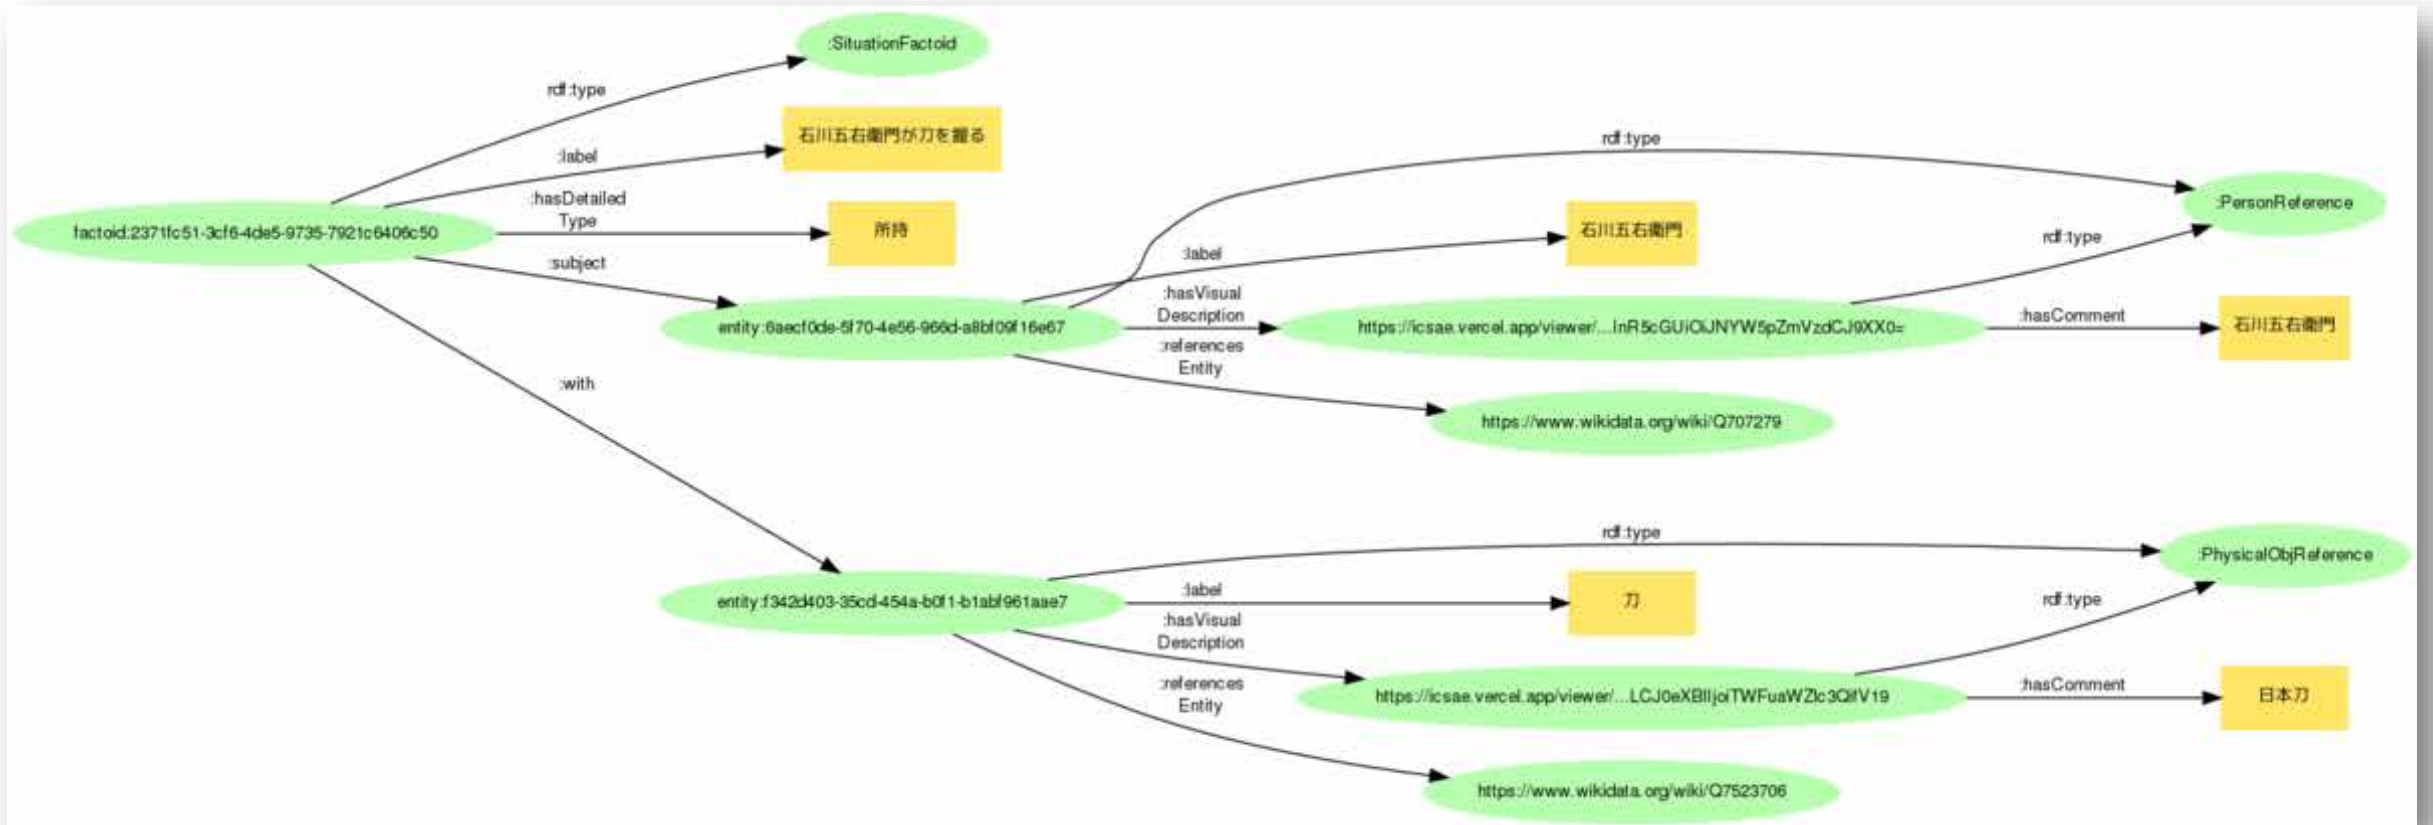 :SituationFactoid
rdf:type
石川五右衛門が刀を握る
:label
:hasDetailed
Type
所持
factoid:2371fc51-3cf6-4de5-9735-7921c6406c50
:subject
entity:6aecf0de-5f70-4e56-966d-a8bf09f16e67
:with
rdf:type
:PersonReference
石川五右衛門
:label
rdf:type
:hasVisual
Description
https://icsae.vercel.app/viewer/...InR5cGUiOiJNYW5pZmVzdCJ9XX0=
:hasComment
石川五右衛門
:references
Entity
https://www.wikidata.org/wiki/Q707279
rdf:type
:PhysicalObjReference
entity:f342d403-35cd-454a-b0f1-b1abf961aae7
:label
刀
rdf:type
:hasVisual
Description
https://icsae.vercel.app/viewer/...LCJ0eXBlIjoiTWFuaWZlc3QifV19
:hasComment
日本刀
:references
Entity
https://www.wikidata.org/wiki/Q7523706